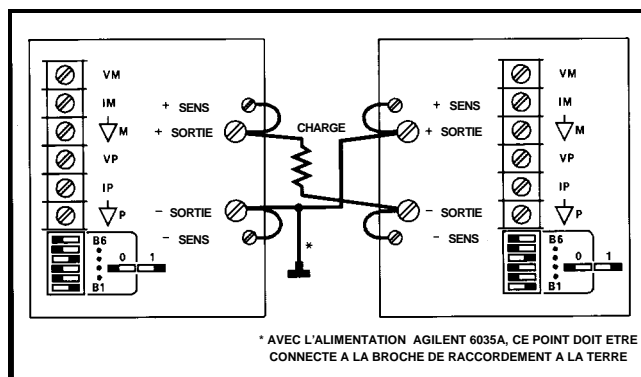 VM
IM
M
VP
IP
P
B6
B1
0 1
+ SENS
+ SORTIE
− SORTIE
− SENS
CHARGE
*
+ SENS
+ SORTIE
− SORTIE
− SENS
VM
IM
M
VP
IP
P
B6
B1
0 1
* AVEC L'ALIMENTATION AGILENT 6035A, CE POINT DOIT ETRE
CONNECTE A LA BROCHE DE RACCORDEMENT A LA TERRE